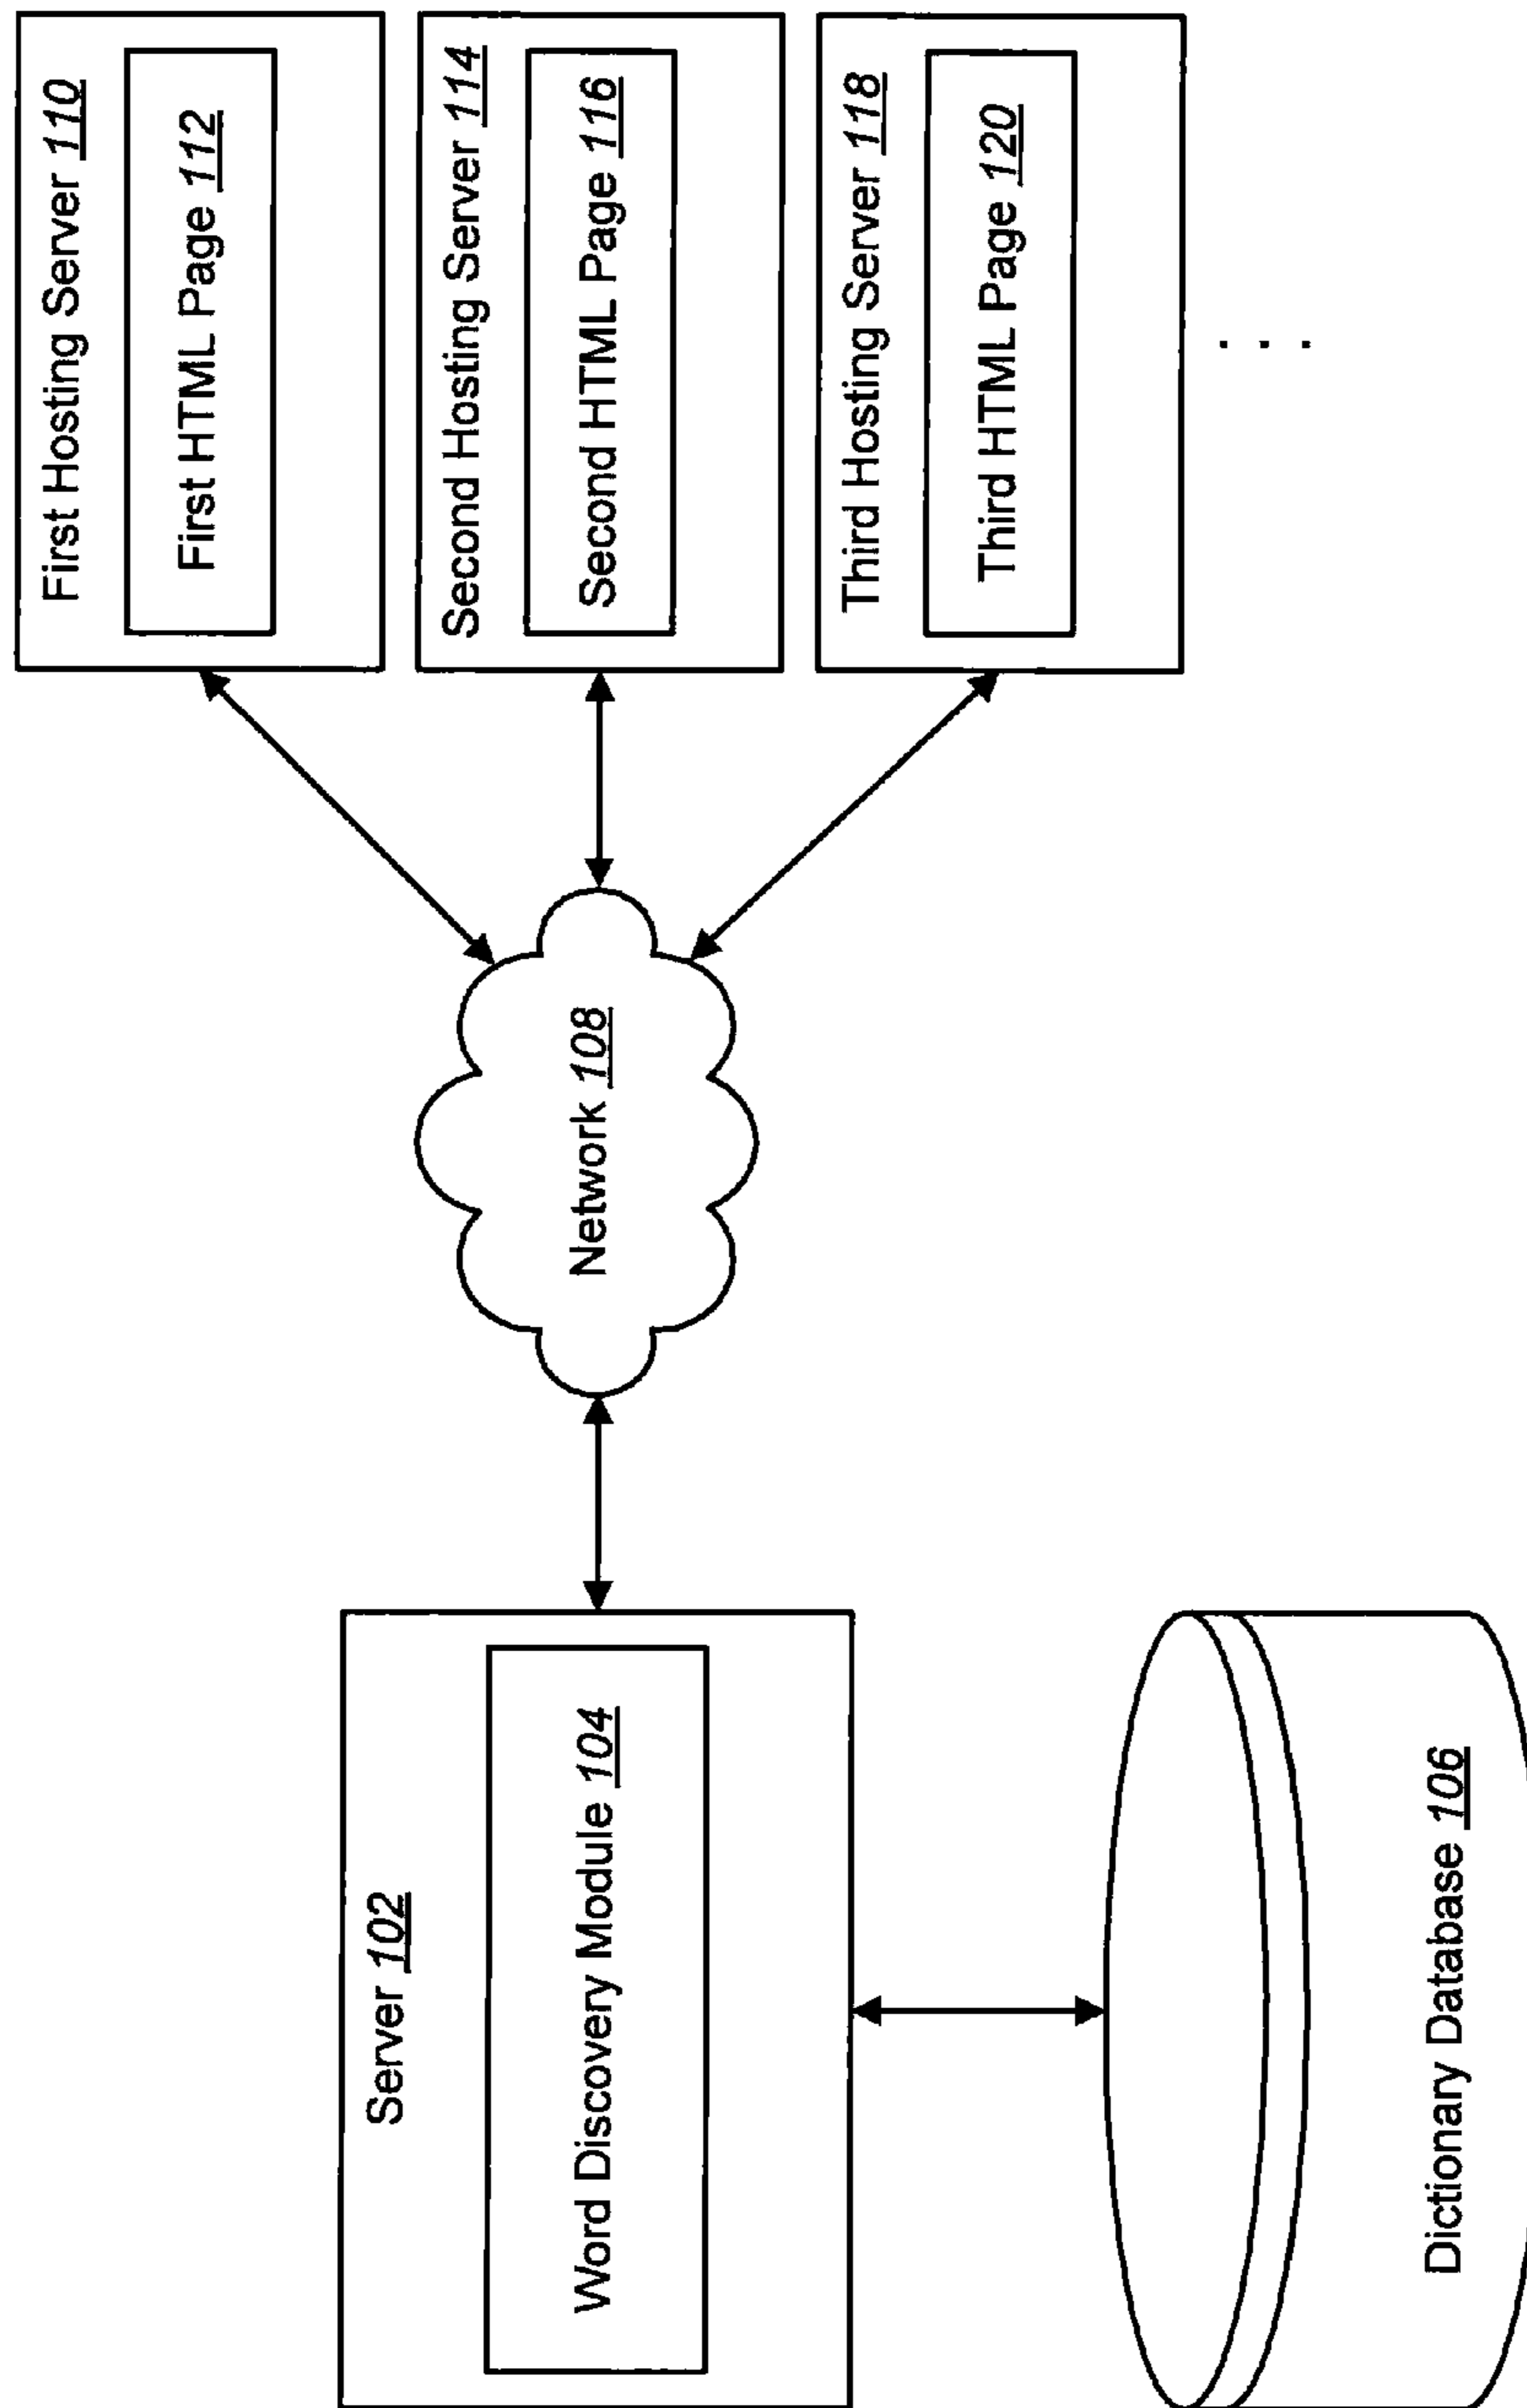 Server 102
Word Discovery Module 104
Dictionary Database 106
Network 108
First Hosting Server 110
First HTML Page 112
Second Hosting Server 114
Second HTML Page 116
Third Hosting Server 118
Third HTML Page 120
. . .